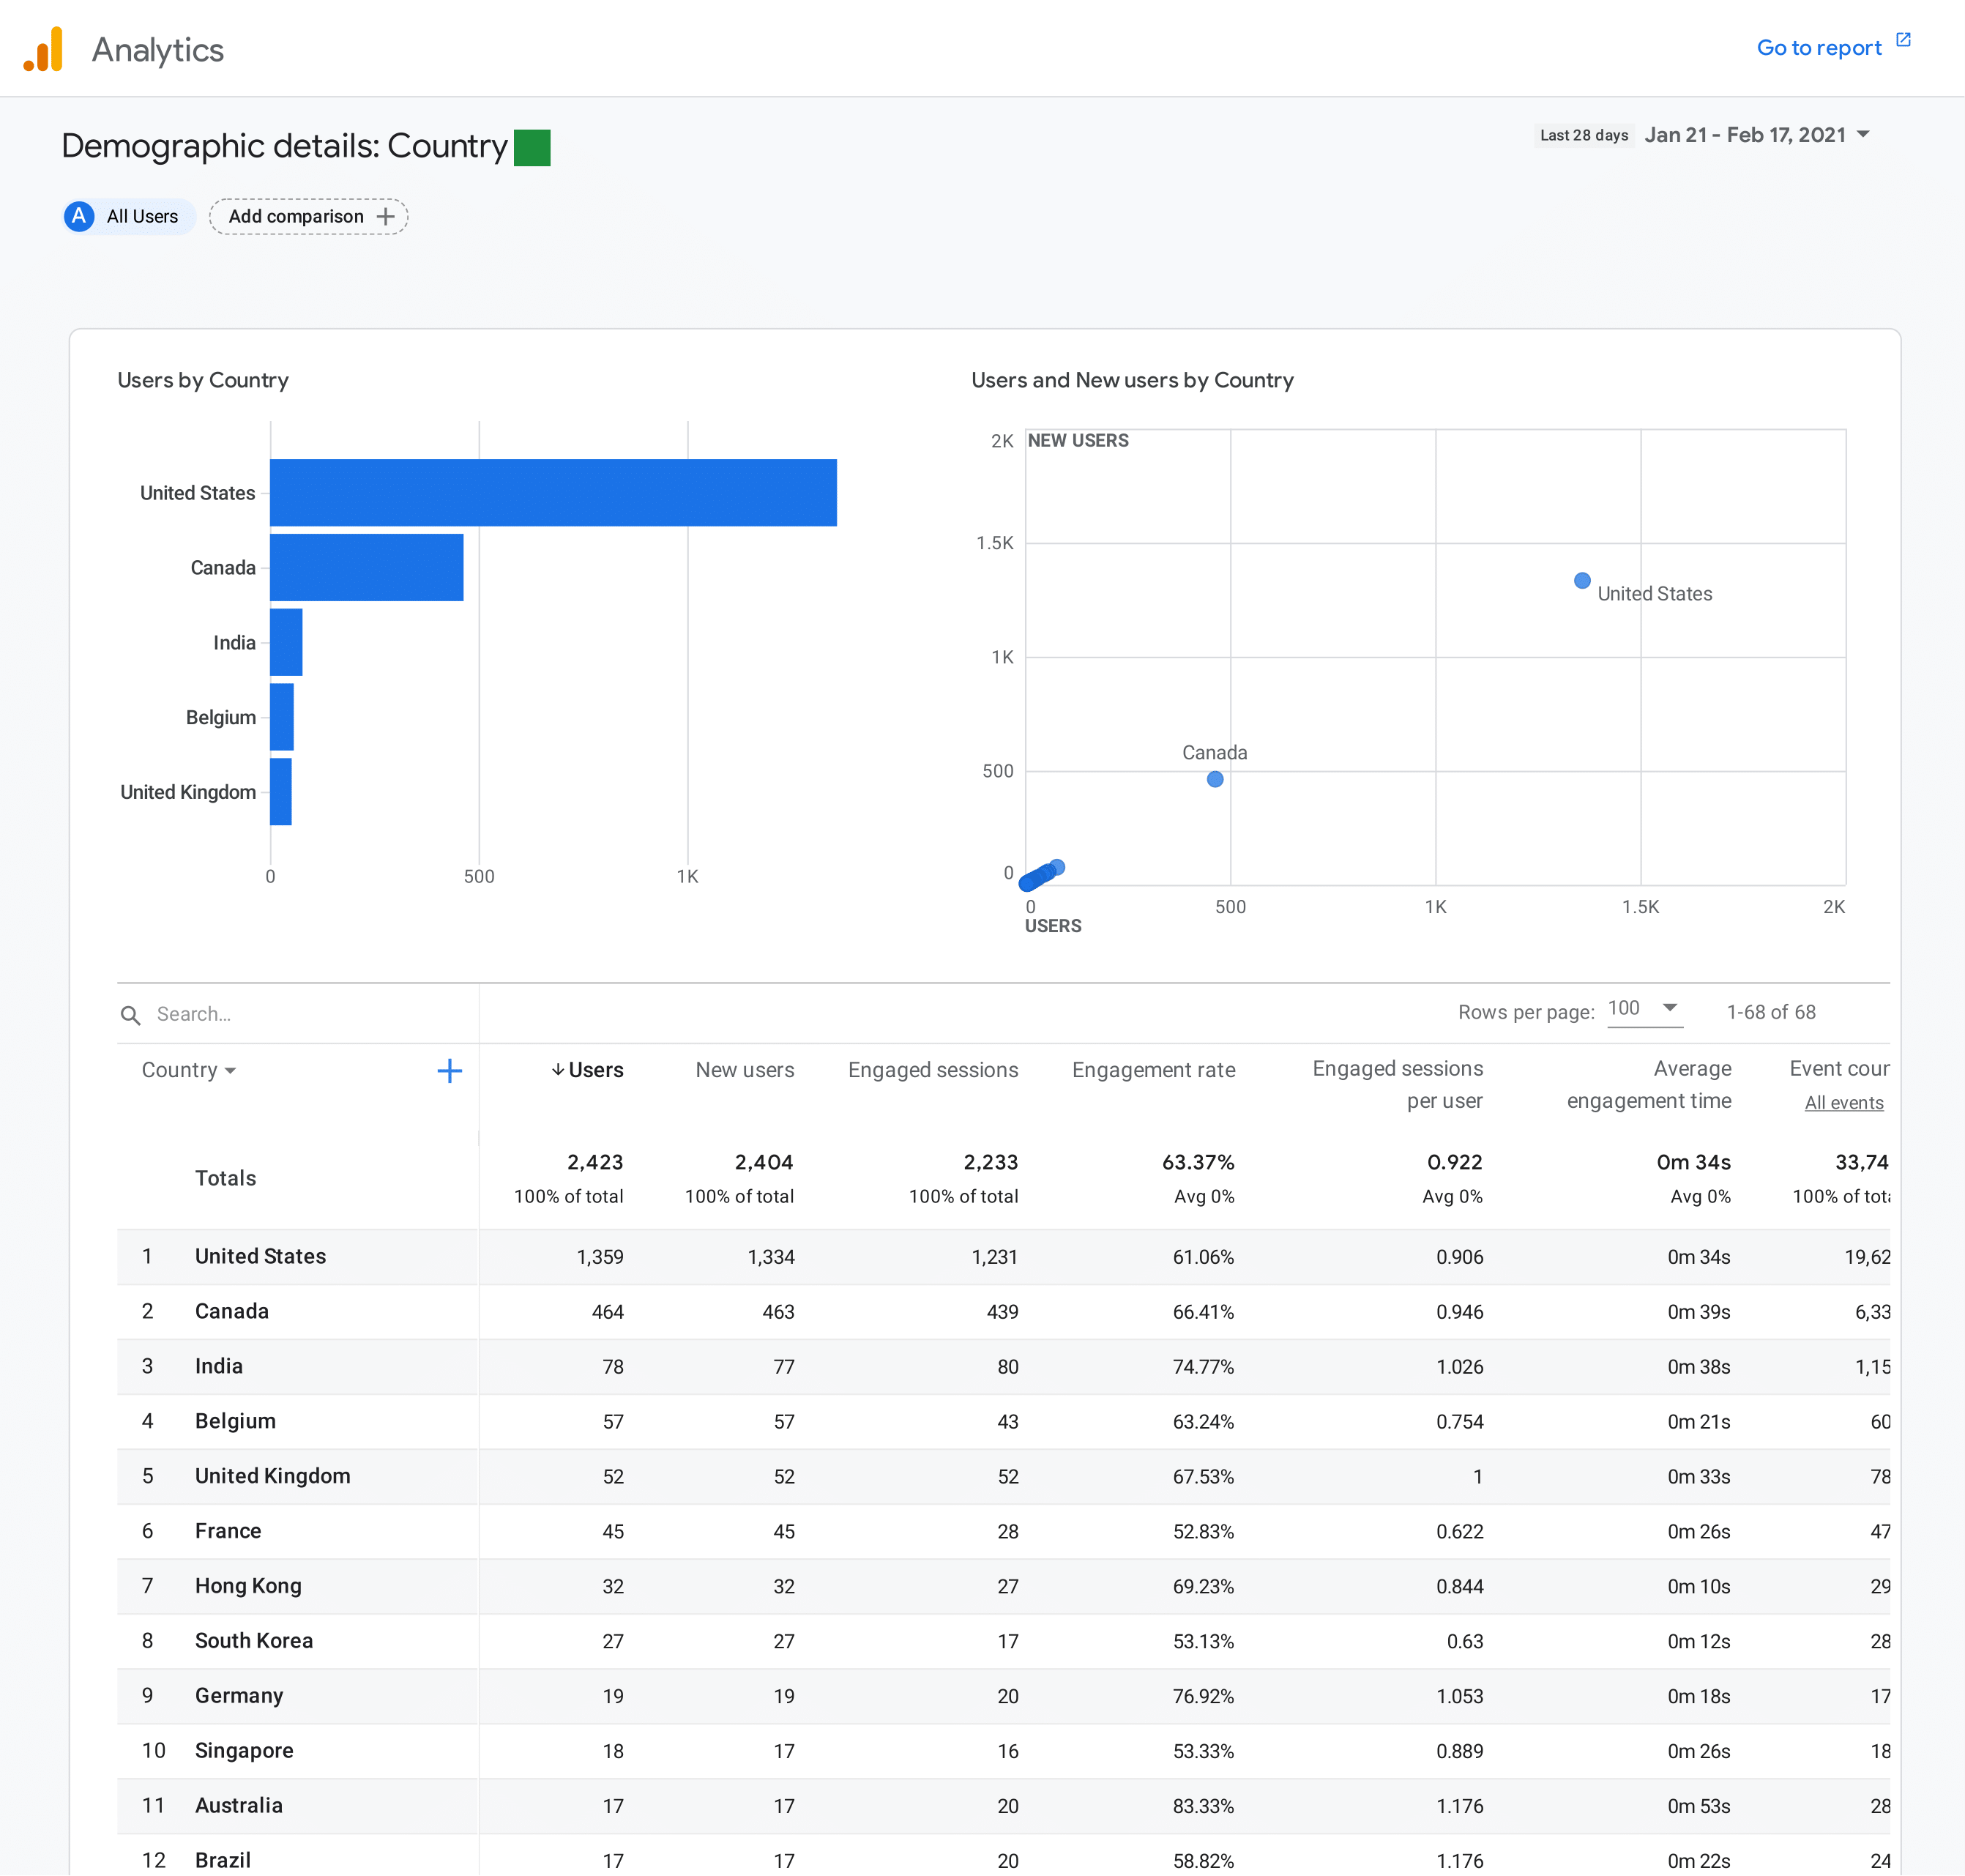 Analytics
Go to report
Demographic details: Country
Last 28 days Jan 21 - Feb 17, 2021
A All Users Add comparison +
Users by Country
United States
Canada
India
Belgium
United Kingdom
0 500 1K
Users and New users by Country
2K NEW USERS
1.5K
United States
1K
Canada
500
0
0 500 1K 1.5K 2K
USERS
Search... Rows per page: 100 1-68 of 68
Country + ↓ Users New users Engaged sessions Engagement rate Engaged sessions per user Average engagement time Event coun
All events
Totals 2,423 2,404 2,233 63.37% 0.922 0m 34s 33,74
100% of total 100% of total 100% of total Avg 0% Avg 0% Avg 0% 100% of tota
1 United States 1,359 1,334 1,231 61.06% 0.906 0m 34s 19,62
2 Canada 464 463 439 66.41% 0.946 0m 39s 6,33
3 India 78 77 80 74.77% 1.026 0m 38s 1,15
4 Belgium 57 57 43 63.24% 0.754 0m 21s 60
5 United Kingdom 52 52 52 67.53% 1 0m 33s 78
6 France 45 45 28 52.83% 0.622 0m 26s 47
7 Hong Kong 32 32 27 69.23% 0.844 0m 10s 29
8 South Korea 27 27 17 53.13% 0.63 0m 12s 28
9 Germany 19 19 20 76.92% 1.053 0m 18s 17
10 Singapore 18 17 16 53.33% 0.889 0m 26s 18
11 Australia 17 17 20 83.33% 1.176 0m 53s 28
12 Brazil 17 17 20 58.82% 1.176 0m 22s 24